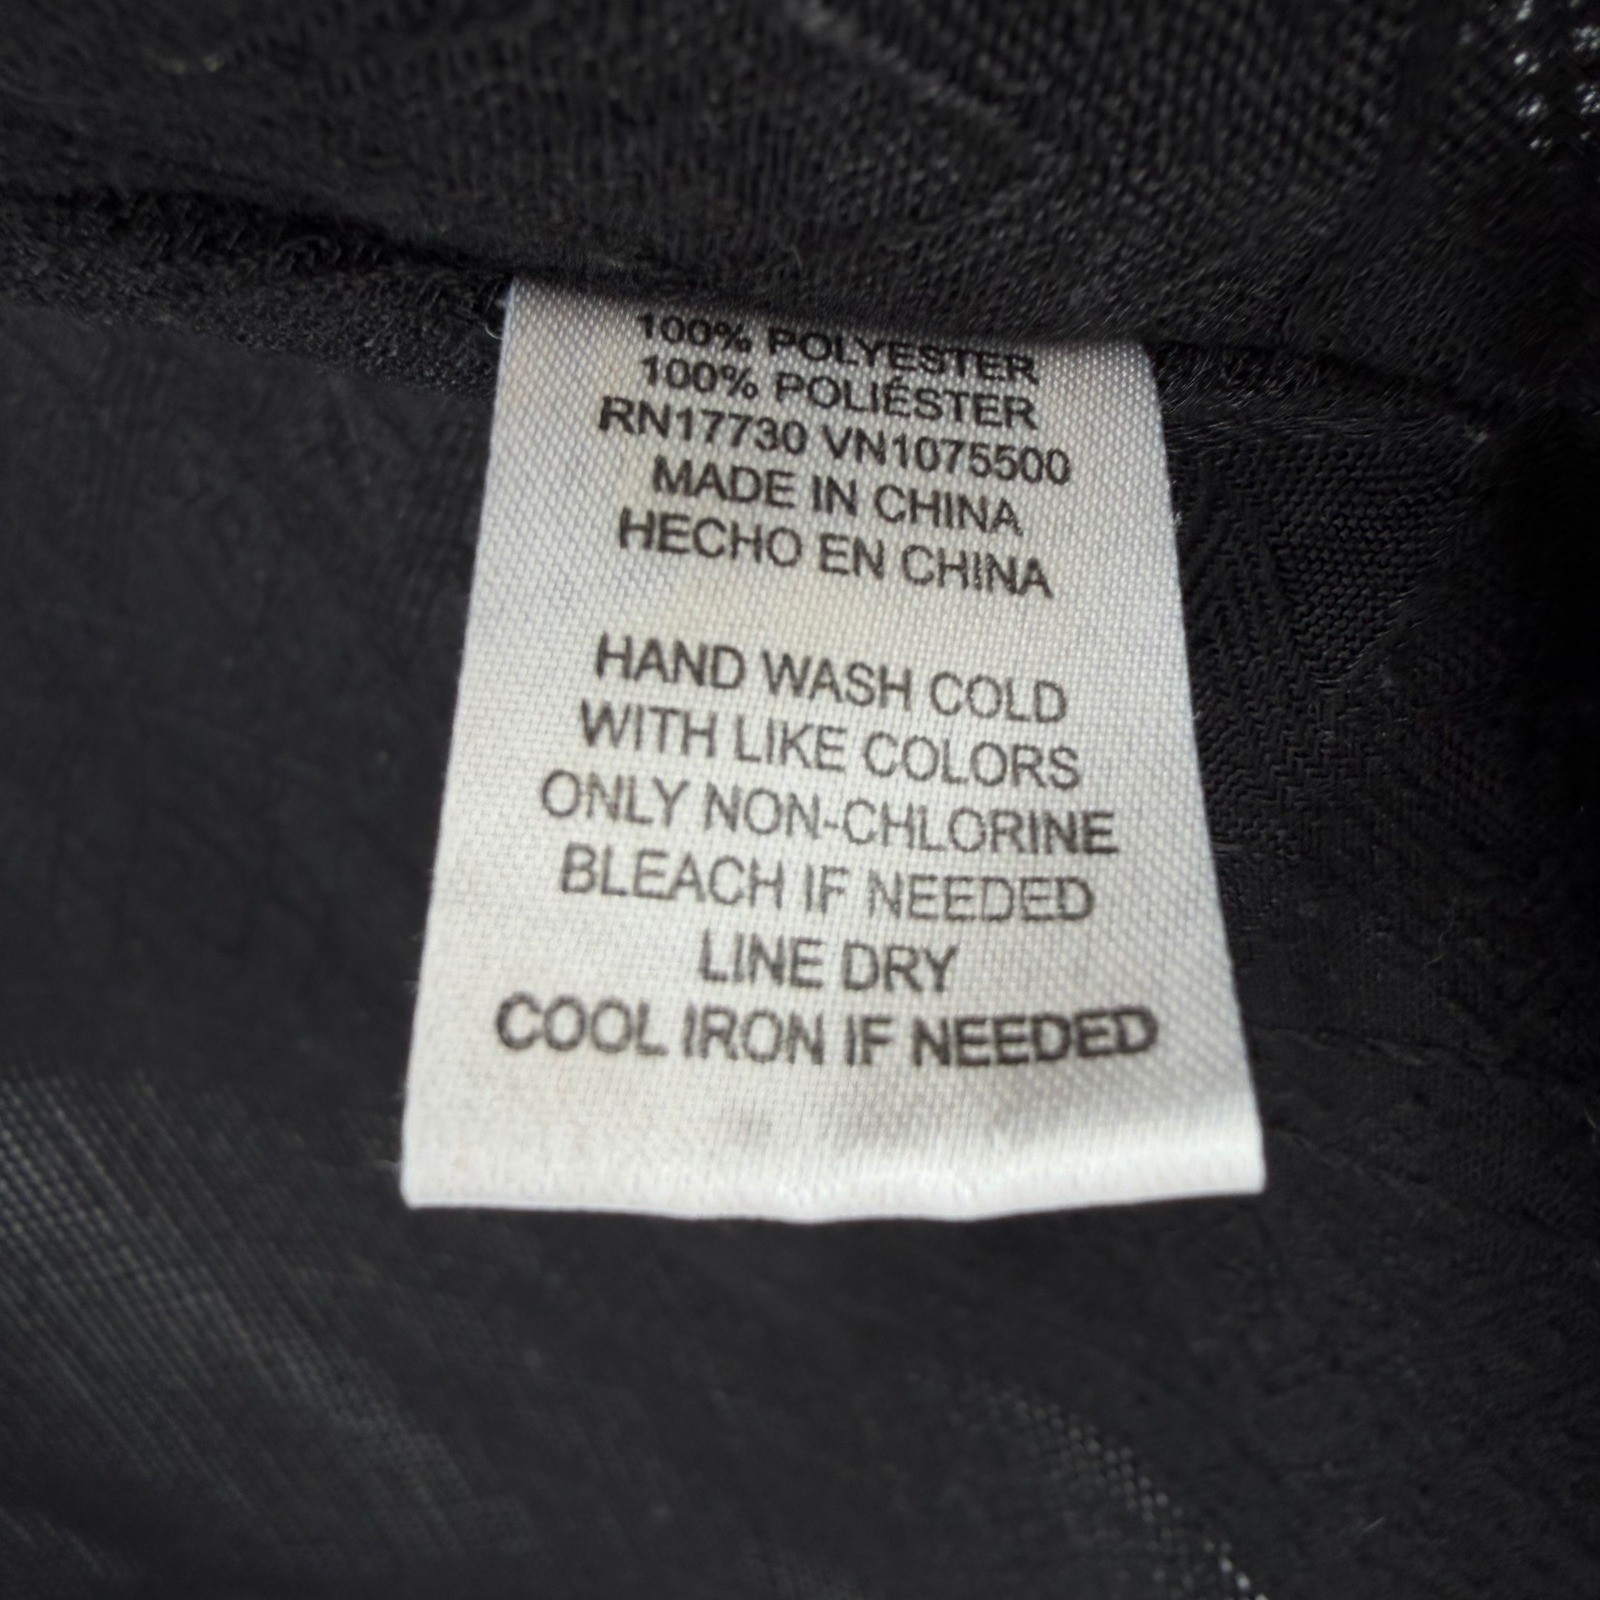 100% POLYESTER
100% POLIÉSTER
RN17730 VN1075500
MADE IN CHINA
HECHO EN CHINA
HAND WASH COLD
WITH LIKE COLORS
ONLY NON-CHLORINE
BLEACH IF NEEDED
LINE DRY
COOL IRON IF NEEDED